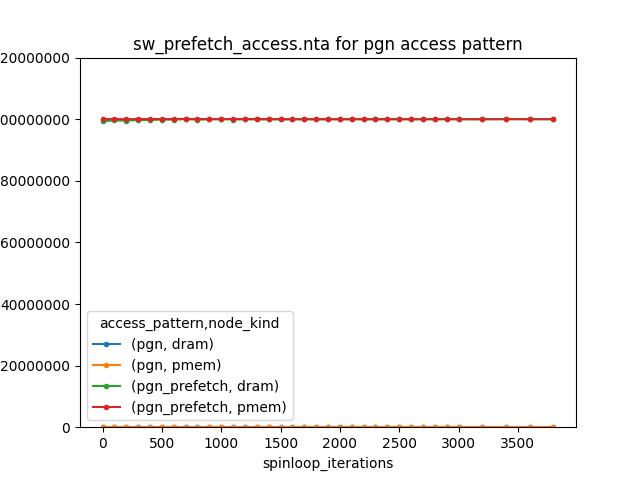 sw_prefetch_access.nta for pgn access pattern
20000000
00000000
80000000
60000000
40000000
20000000
0
access_pattern,node_kind
(pgn, dram)
(pgn, pmem)
(pgn_prefetch, dram)
(pgn_prefetch, pmem)
0 500 1000 1500 2000 2500 3000 3500
spinloop_iterations